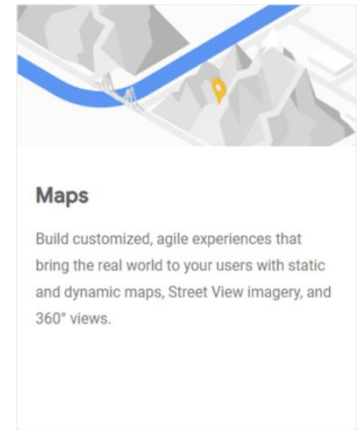 Maps
Build customized, agile experiences that
bring the real world to your users with static
and dynamic maps, Street View imagery, and
360° views.